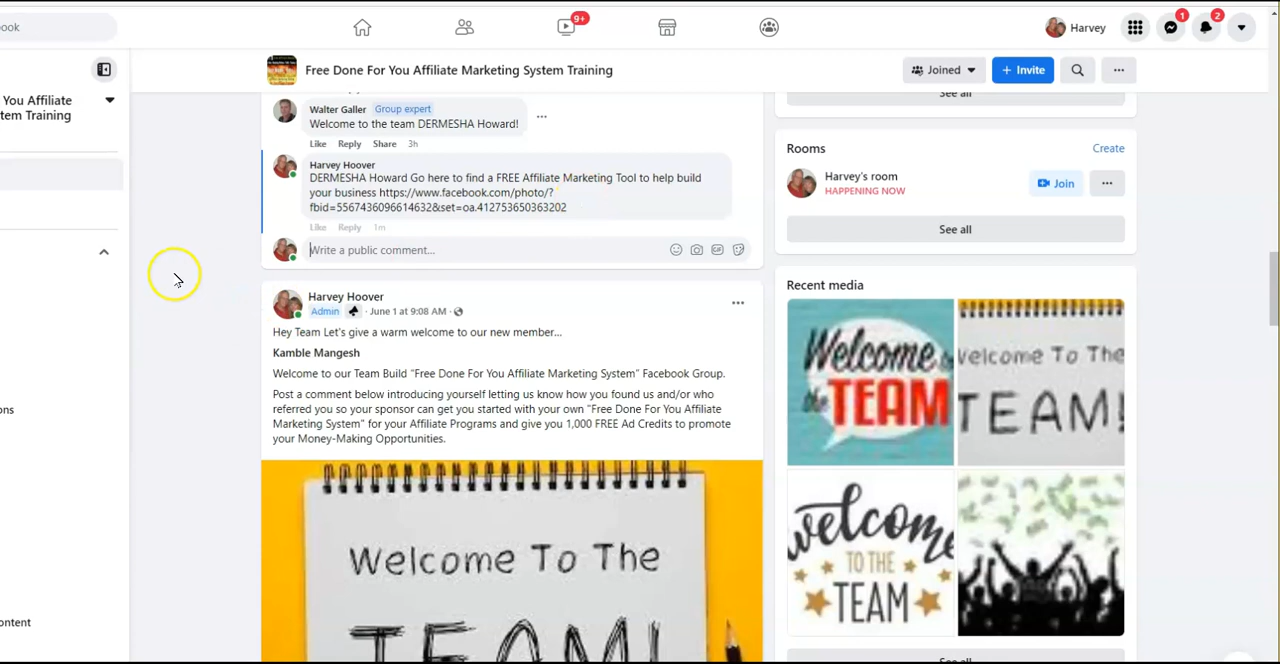 ook
9+
Harvey
1
2
Free Done For You Affiliate Marketing System Training
Joined
+ Invite
You Affiliate
tem Training
Walter Galler Group expert
Welcome to the team DERMESHA Howard!
Like Reply Share 3h
Harvey Hoover
DERMESHA Howard Go here to find a FREE Affiliate Marketing Tool to help build
your business https://www.facebook.com/photo/?
fbid=5567436096614632&set=oa.412753650363202
Like Reply 1m
Write a public comment...
Harvey Hoover
Admin · June 1 at 9:08 AM ·
Hey Team Let's give a warm welcome to our new member...
Kamble Mangesh
Welcome to our Team Build "Free Done For You Affiliate Marketing System" Facebook Group.
Post a comment below introducing yourself letting us know how you found us and/or who
referred you so your sponsor can get you started with your own "Free Done For You Affiliate
Marketing System" for your Affiliate Programs and give you 1,000 FREE Ad Credits to promote
your Money-Making Opportunities.
Welcome To The
TEAM!
ons
ontent
See all
Rooms
Create
Harvey's room
HAPPENING NOW
Join
See all
Recent media
Welcome
to the
TEAM
Welcome To The
TEAM!
welcome
TO THE
TEAM
See all